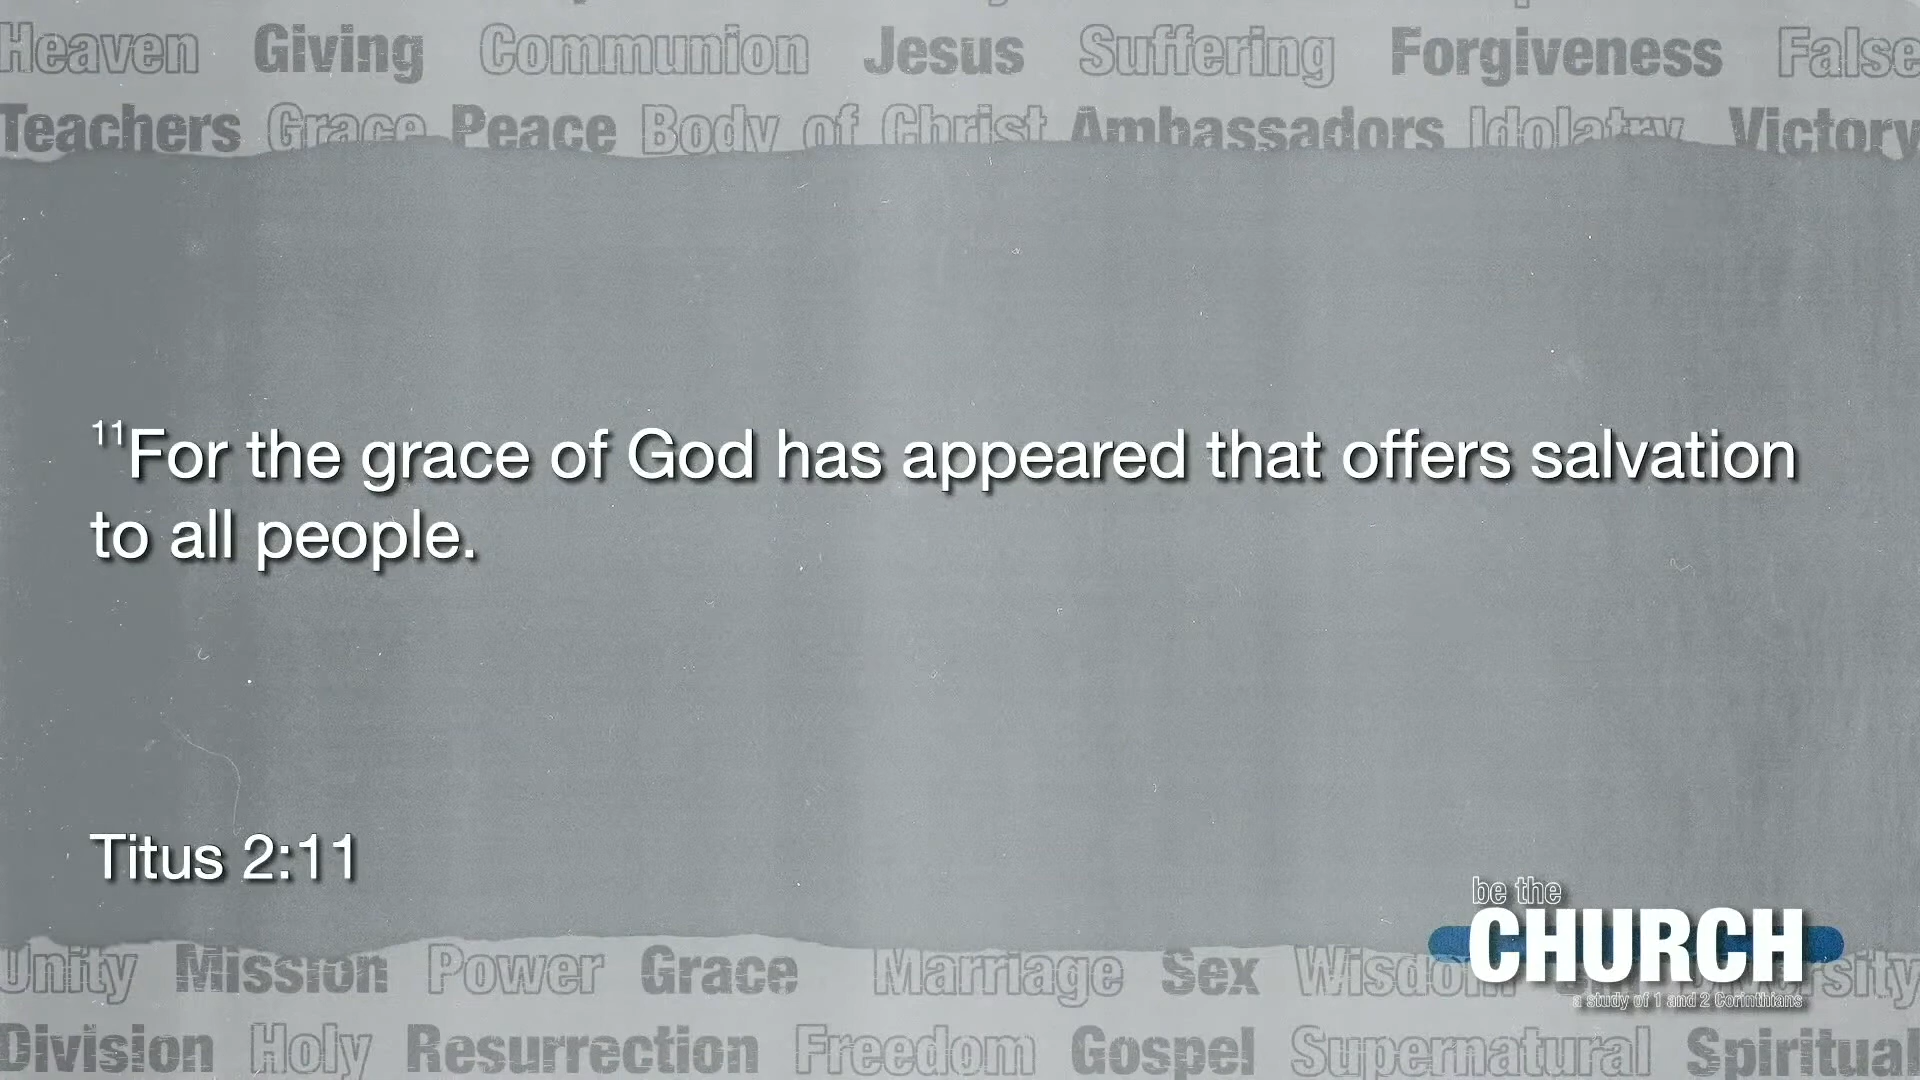 Heaven Giving Communion Jesus Suffering Forgiveness False
Teachers Grace Peace Body of Christ Ambassadors Idolatry Victory
11For the grace of God has appeared that offers salvation
to all people.
Titus 2:11
be the
CHURCH
a study of 1 and 2 Corinthians
Unity Mission Power Grace Marriage Sex
Division Holy Resurrection Freedom Gospel Supernatural Spiritual